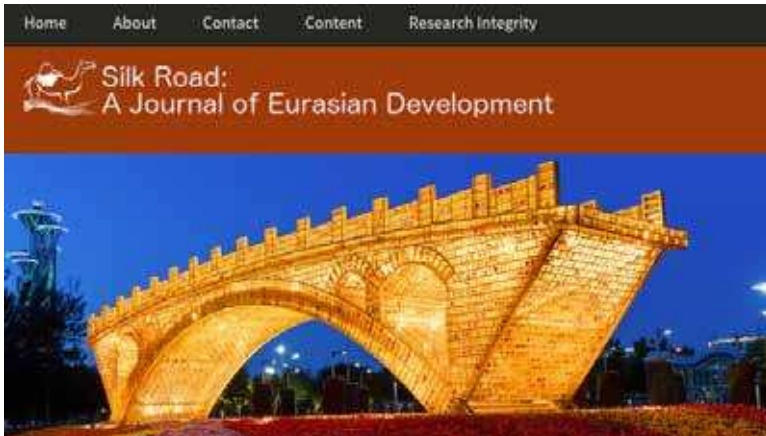 Home About Contact Content Research Integrity
Silk Road:
A Journal of Eurasian Development